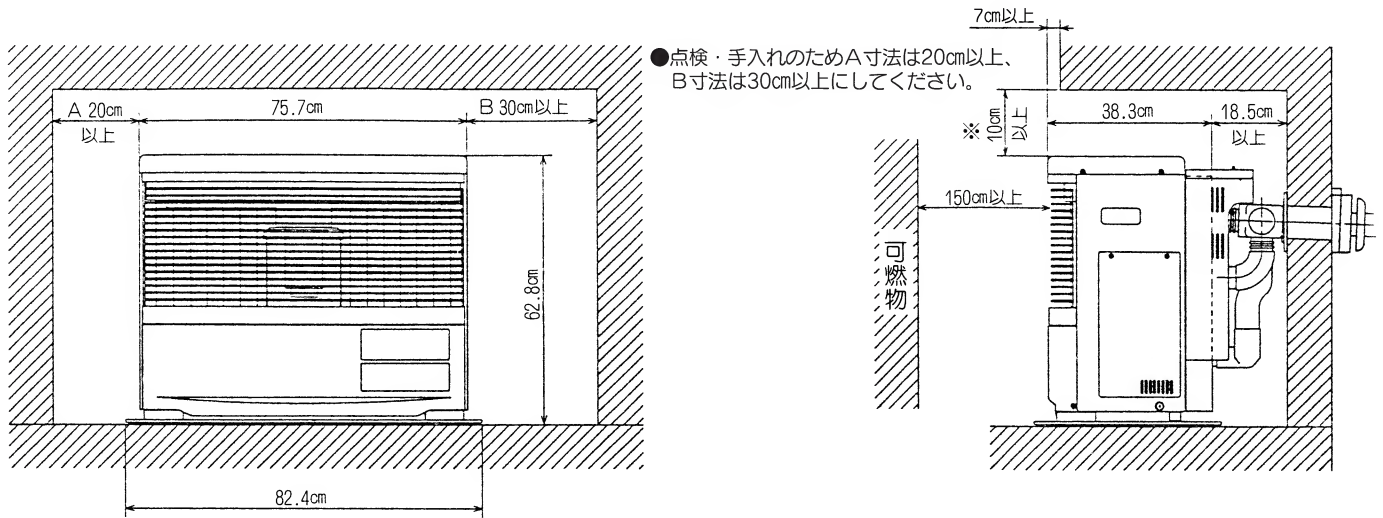 ●点検・手入れのためA寸法は20㎝以上、
B寸法は30㎝以上にしてください。
A 20㎝
以上
75.7㎝
B 30㎝以上
62.8㎝
82.4㎝
7㎝以上
※ 10㎝
以上
38.3㎝
18.5㎝
以上
150㎝以上
可燃物